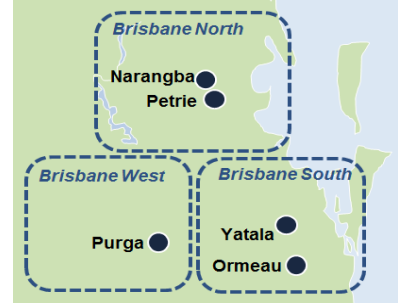 Brisbane North
Narangba
Petrie
Brisbane West
Purga
Brisbane South
Yatala
Ormeau